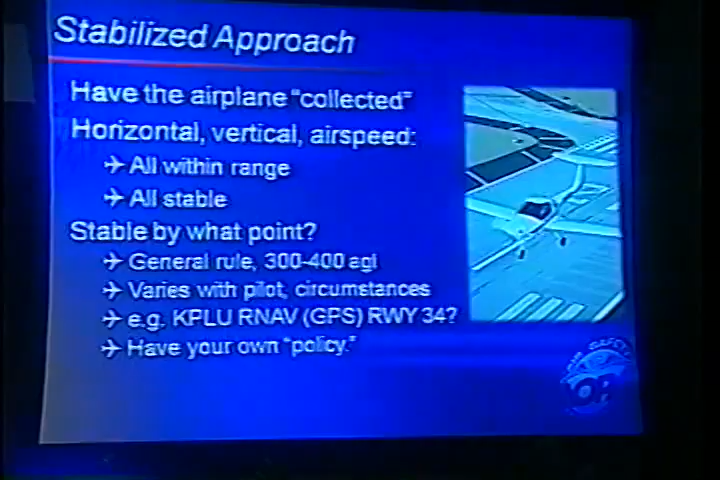 Stabilized Approach
Have the airplane “collected”
Horizontal, vertical, airspeed:
All within range
All stable
Stable by what point?
General rule, 300-400 agl
Varies with pilot, circumstances
e.g. KPLU RNAV (GPS) RWY 34?
Have your own “policy.”